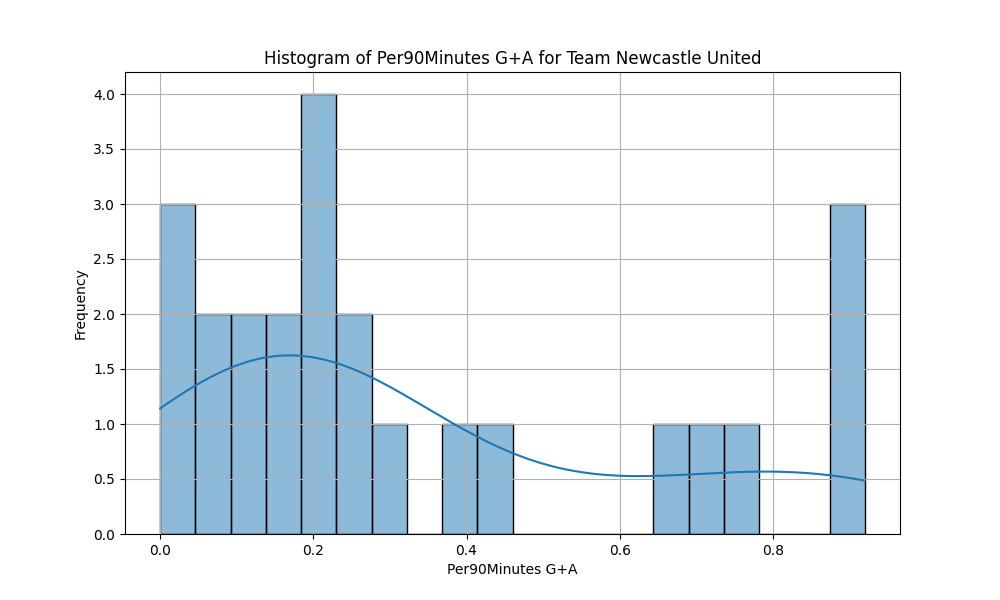 Histogram of Per90Minutes G+A for Team Newcastle United
4.0
3.5
3.0
2.5
2.0
1.5
1.0
0.5
0.0
Frequency
0.0 0.2 0.4 0.6 0.8
Per90Minutes G+A